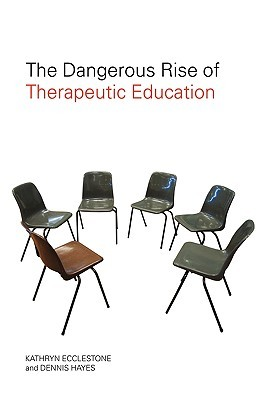 The Dangerous Rise of
Therapeutic Education
KATHRYN ECCLESTONE
and DENNIS HAYES